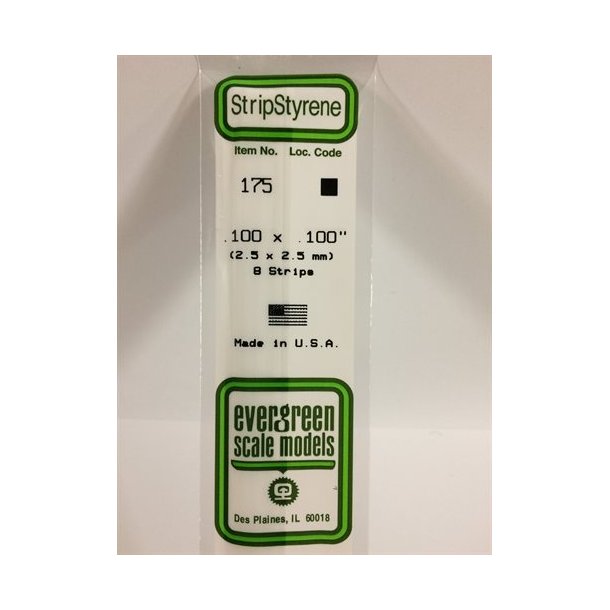 StripStyrene
Item No. Loc. Code
175
.100 x .100"
(2.5 x 2.5 mm)
8 Strips
Made in U.S.A.
evergreen
scale models
Des Plaines, IL 60018